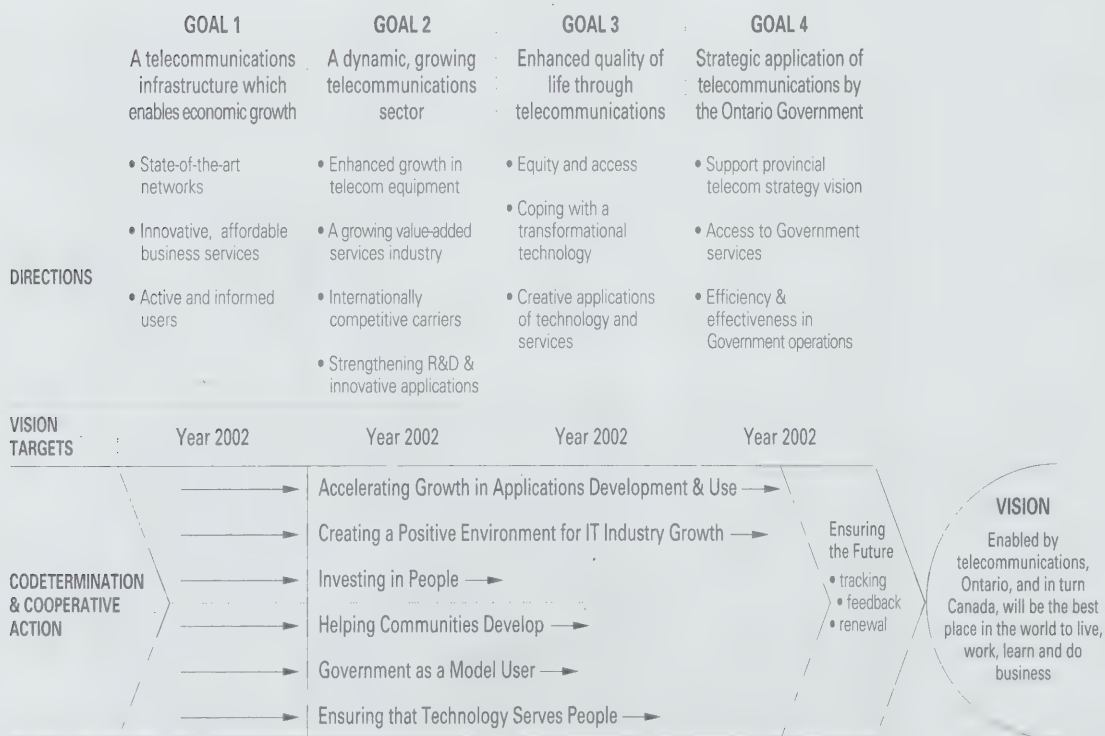 GOAL 1
A telecommunications
infrastructure which
enables economic growth
GOAL 2
A dynamic, growing
telecommunications
sector
GOAL 3
Enhanced quality of
life through
telecommunications
GOAL 4
Strategic application of
telecommunications by
the Ontario Government
DIRECTIONS
• State-of-the-art
networks
• Innovative, affordable
business services
• Active and informed
users
• Enhanced growth in
telecom equipment
• A growing value-added
services industry
• Internationally
competitive carriers
• Strengthening R&D &
innovative applications
• Equity and access
• Coping with a
transformational
technology
• Creative applications
of technology and
services
• Support provincial
telecom strategy vision
• Access to Government
services
• Efficiency &
effectiveness in
Government operations
VISION
TARGETS
Year 2002
Year 2002
Year 2002
Year 2002
CODETERMINATION
& COOPERATIVE
ACTION
Accelerating Growth in Applications Development & Use
Creating a Positive Environment for IT Industry Growth
Investing in People
Helping Communities Develop
Government as a Model User
Ensuring that Technology Serves People
Ensuring
the Future
• tracking
• feedback
• renewal
VISION
Enabled by
telecommunications,
Ontario, and in turn
Canada, will be the best
place in the world to live,
work, learn and do
business